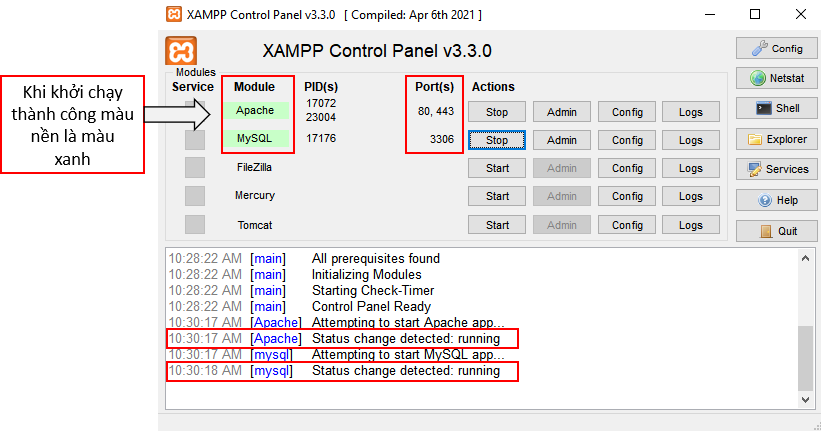 XAMPP Control Panel v3.3.0 [ Compiled: Apr 6th 2021 ]
XAMPP Control Panel v3.3.0
Config
Modules
Service Module PID(s) Port(s) Actions
Netstat
Khi khởi chạy
thành công màu
nền là màu
xanh
Apache 17072 80, 443 Stop Admin Config Logs
23004
Shell
MySQL 17176 3306 Stop Admin Config Logs
Explorer
FileZilla Start Admin Config Logs
Services
Mercury Start Admin Config Logs
Help
Tomcat Start Admin Config Logs
Quit
10:28:22 AM [main] All prerequisites found
10:28:22 AM [main] Initializing Modules
10:28:22 AM [main] Starting Check-Timer
10:28:22 AM [main] Control Panel Ready
10:30:17 AM [Apache] Attempting to start Apache app...
10:30:17 AM [Apache] Status change detected: running
10:30:17 AM [mysql] Attempting to start MySQL app...
10:30:18 AM [mysql] Status change detected: running